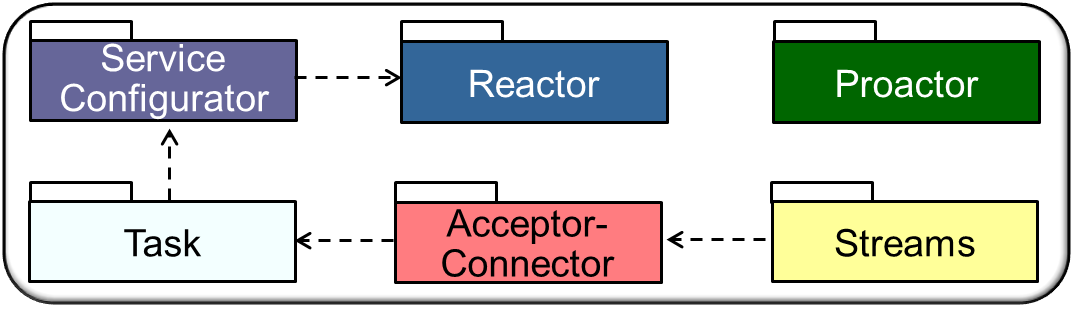 Service
Configurator
Reactor
Proactor
Task
Acceptor-
Connector
Streams